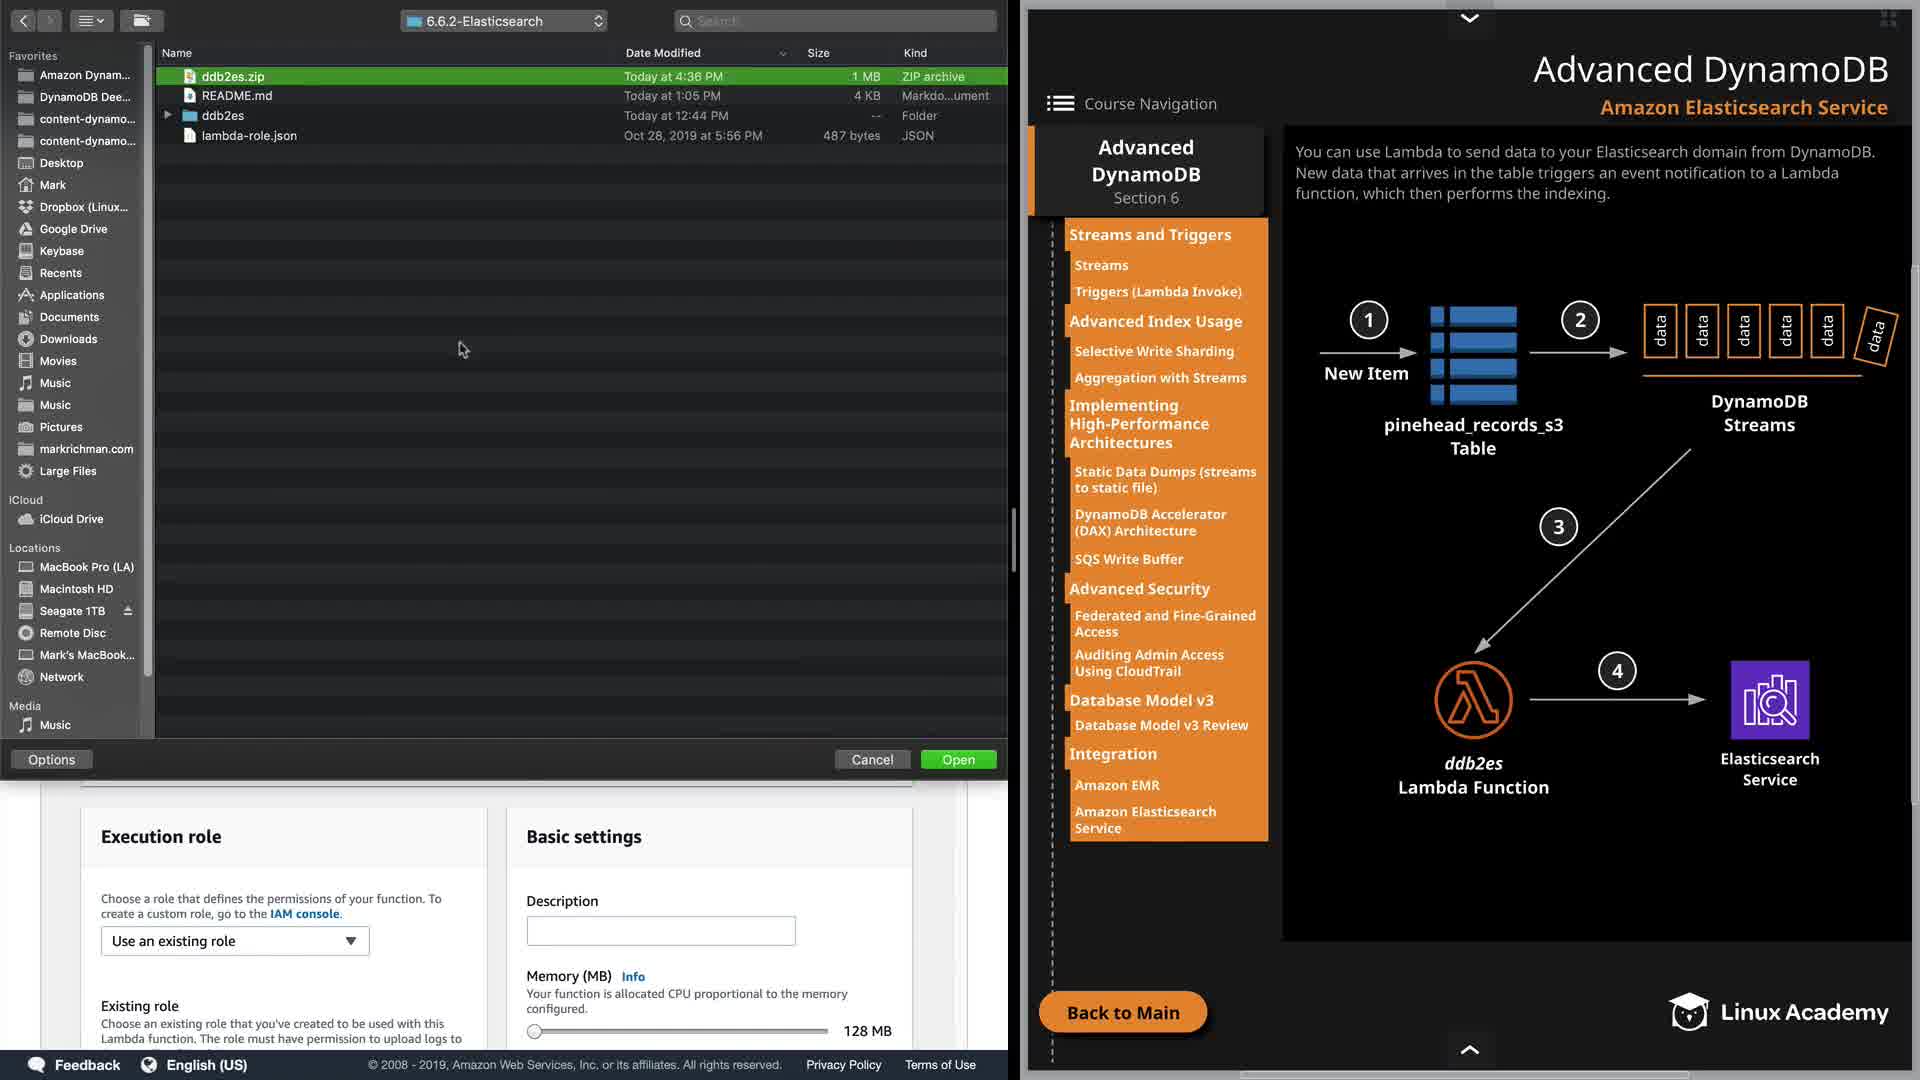 6.6.2-Elasticsearch
Search
Favorites
Amazon Dynam...
DynamoDB Dee...
content-dynamo...
content-dynamo...
Desktop
Mark
Dropbox (Linux...
Google Drive
Keybase
Recents
Applications
Documents
Downloads
Movies
Music
Music
Pictures
markrichman.com
Large Files
iCloud
iCloud Drive
Locations
MacBook Pro (LA)
Macintosh HD
Seagate 1TB
Remote Disc
Mark's MacBook...
Network
Media
Music
Name Date Modified Size Kind
ddb2es.zip Today at 4:36 PM 1 MB ZIP archive
README.md Today at 1:05 PM 4 KB Markdo...ument
ddb2es Today at 12:44 PM -- Folder
lambda-role.json Oct 28, 2019 at 5:56 PM 487 bytes JSON
Options
Cancel
Open
Execution role
Choose a role that defines the permissions of your function. To
create a custom role, go to the IAM console.
Use an existing role
Existing role
Choose an existing role that you've created to be used with this
Lambda function. The role must have permission to upload logs to
Basic settings
Description
Memory (MB) Info
Your function is allocated CPU proportional to the memory
configured.
128 MB
Feedback
English (US)
© 2008 - 2019, Amazon Web Services, Inc. or its affiliates. All rights reserved.
Privacy Policy
Terms of Use
Advanced DynamoDB
Amazon Elasticsearch Service
Course Navigation
Advanced
DynamoDB
Section 6
Streams and Triggers
Streams
Triggers (Lambda Invoke)
Advanced Index Usage
Selective Write Sharding
Aggregation with Streams
Implementing
High-Performance
Architectures
Static Data Dumps (streams
to static file)
DynamoDB Accelerator
(DAX) Architecture
SQS Write Buffer
Advanced Security
Federated and Fine-Grained
Access
Auditing Admin Access
Using CloudTrail
Database Model v3
Database Model v3 Review
Integration
Amazon EMR
Amazon Elasticsearch
Service
Back to Main
You can use Lambda to send data to your Elasticsearch domain from DynamoDB.
New data that arrives in the table triggers an event notification to a Lambda
function, which then performs the indexing.
1
New Item
pinehead_records_s3
Table
2
data
data
data
data
data
data
DynamoDB
Streams
3
ddb2es
Lambda Function
4
Elasticsearch
Service
Linux Academy